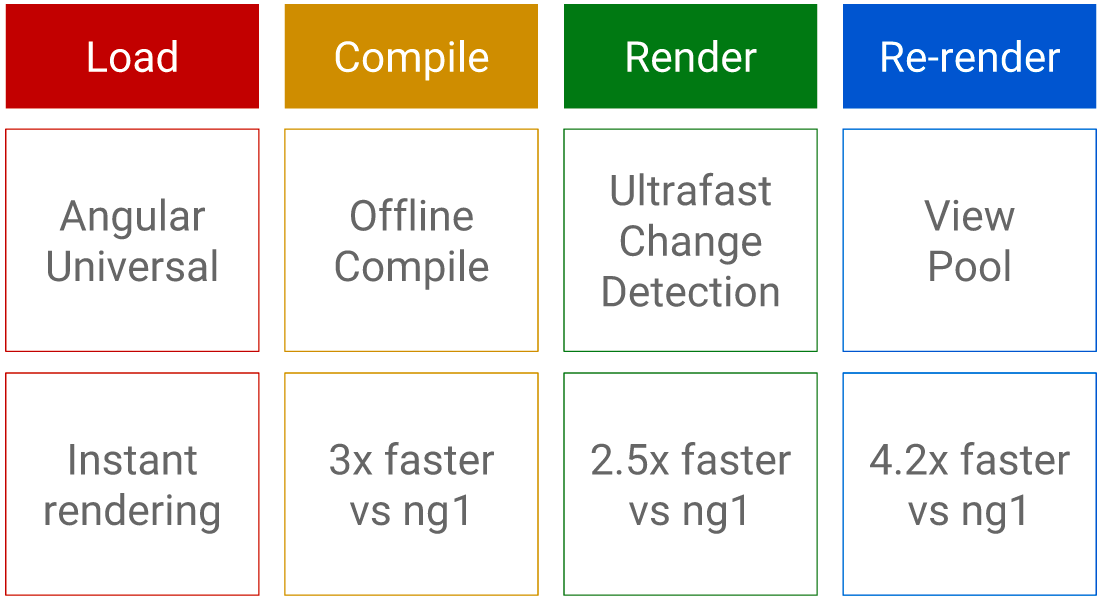 Load
Compile
Render
Re-render
Angular
Universal
Offline
Compile
Ultrafast
Change
Detection
View
Pool
Instant
rendering
3x faster
vs ng1
2.5x faster
vs ng1
4.2x faster
vs ng1